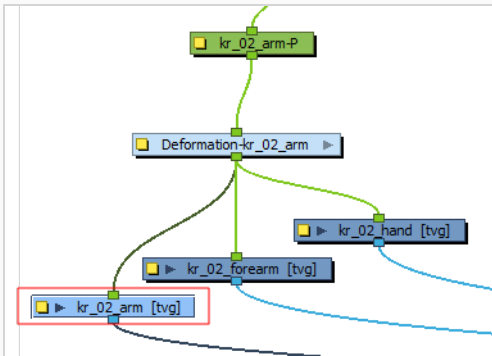 kr_02_arm-P
Deformation-kr_02_arm
kr_02_hand [tvg]
kr_02_forearm [tvg]
kr_02_arm [tvg]